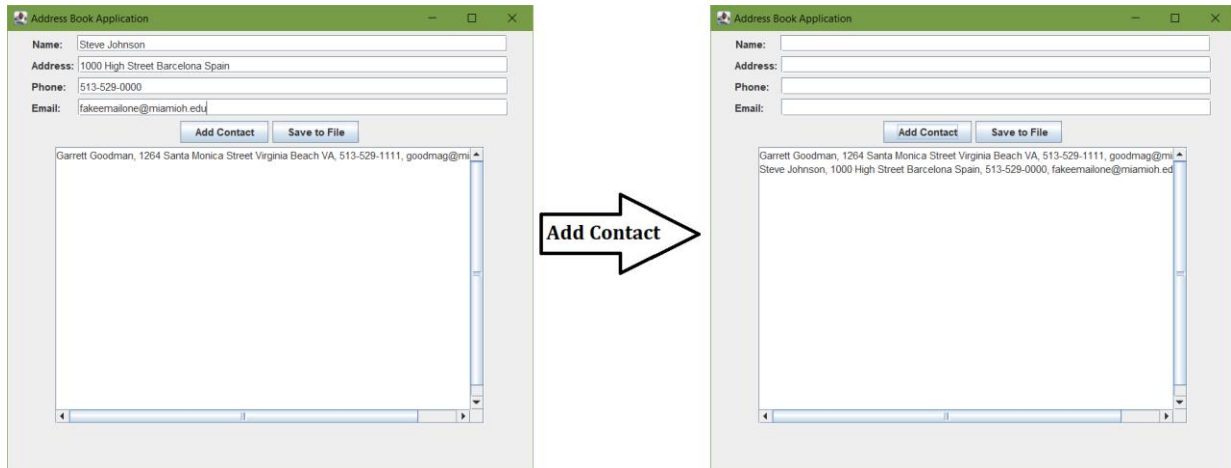 Address Book Application
Name: Steve Johnson
Address: 1000 High Street Barcelona Spain
Phone: 513-529-0000
Email: fakeemailone@miamioh.edu
Add Contact Save to File
Garrett Goodman, 1264 Santa Monica Street Virginia Beach VA, 513-529-1111, goodmag@mi
Add Contact
Address Book Application
Name:
Address:
Phone:
Email:
Add Contact Save to File
Garrett Goodman, 1264 Santa Monica Street Virginia Beach VA, 513-529-1111, goodmag@mi
Steve Johnson, 1000 High Street Barcelona Spain, 513-529-0000, fakeemailone@miamioh.ed